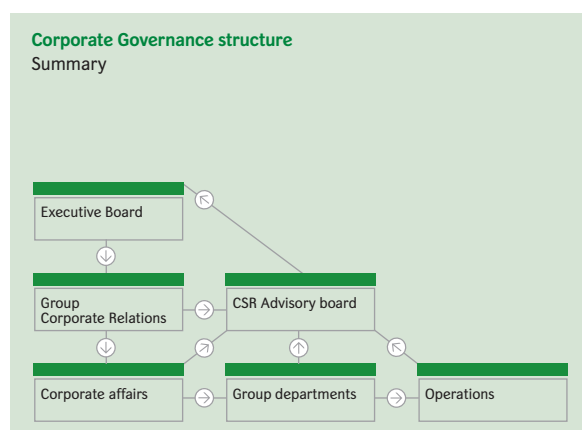 Corporate Governance structure
Summary
Executive Board
Group
Corporate Relations
CSR Advisory board
Corporate affairs
Group departments
Operations